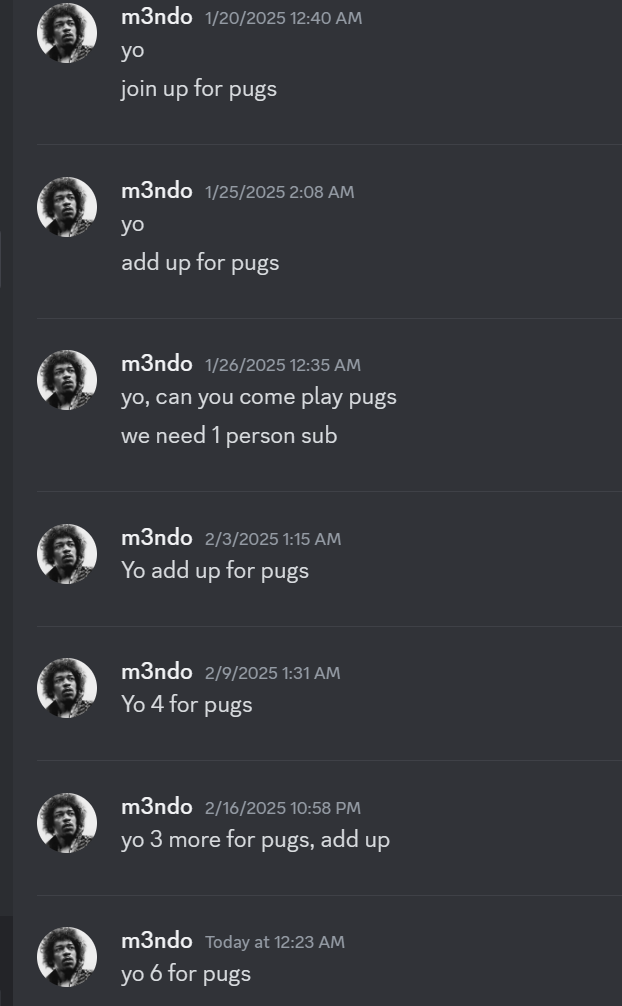 m3ndo 1/20/2025 12:40 AM
yo
join up for pugs
m3ndo 1/25/2025 2:08 AM
yo
add up for pugs
m3ndo 1/26/2025 12:35 AM
yo, can you come play pugs
we need 1 person sub
m3ndo 2/3/2025 1:15 AM
Yo add up for pugs
m3ndo 2/9/2025 1:31 AM
Yo 4 for pugs
m3ndo 2/16/2025 10:58 PM
yo 3 more for pugs, add up
m3ndo Today at 12:23 AM
yo 6 for pugs